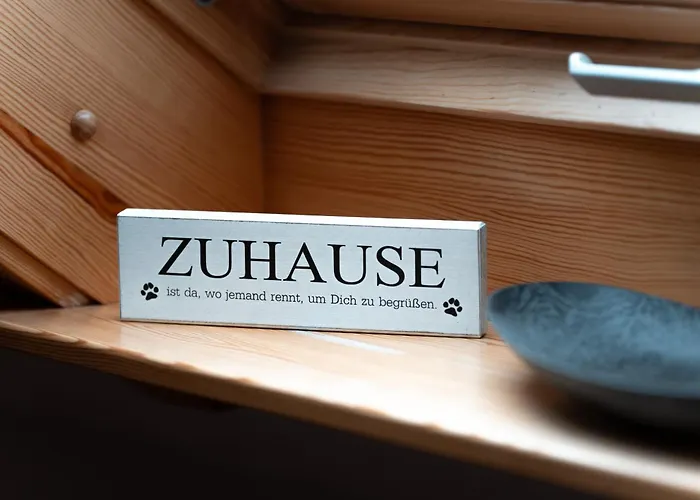 ZUHAUSE
ist da, wo jemand rennt, um Dich zu begrüßen.